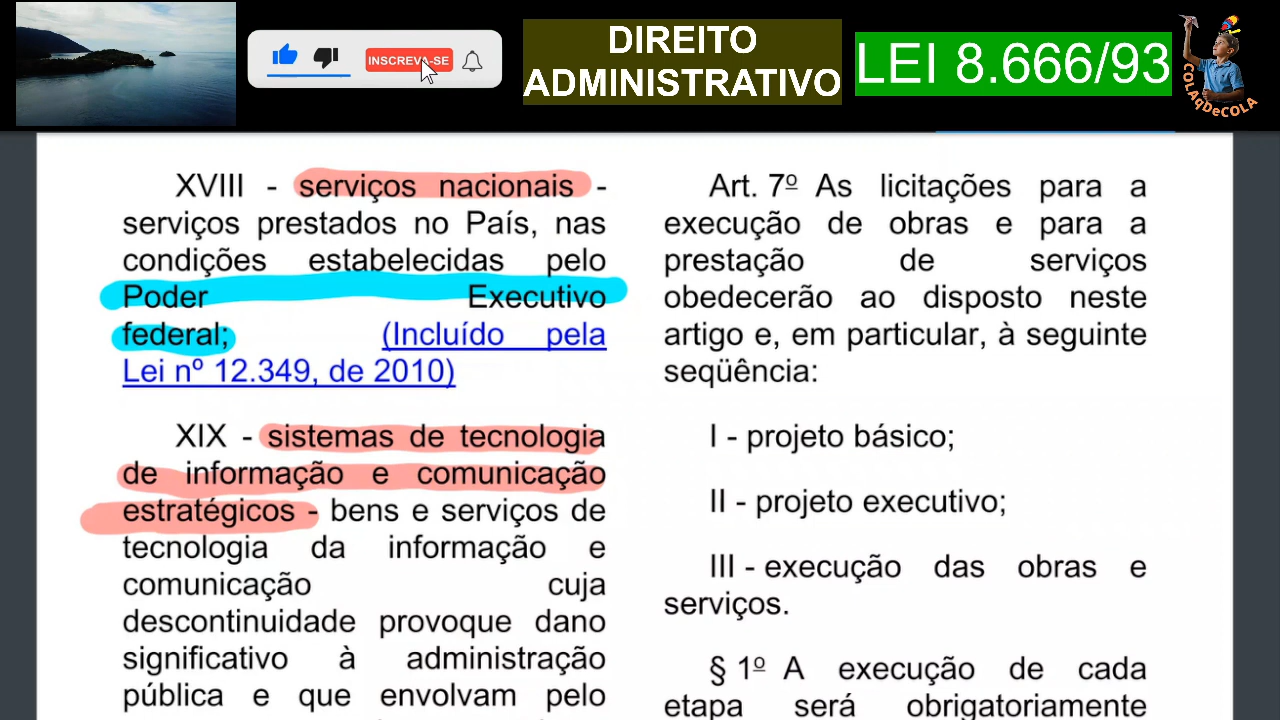 INSCREVA-SE
DIREITO
ADMINISTRATIVO
LEI 8.666/93
COLAqDeCOLA
XVIII - serviços nacionais -
serviços prestados no País, nas
condições estabelecidas pelo
Poder Executivo
federal; (Incluído pela
Lei nº 12.349, de 2010)
XIX - sistemas de tecnologia
de informação e comunicação
estratégicos - bens e serviços de
tecnologia da informação e
comunicação cuja
descontinuidade provoque dano
significativo à administração
pública e que envolvam pelo
Art. 7º As licitações para a
execução de obras e para a
prestação de serviços
obedecerão ao disposto neste
artigo e, em particular, à seguinte
seqüência:
I - projeto básico;
II - projeto executivo;
III - execução das obras e
serviços.
§ 1º A execução de cada
etapa será obrigatoriamente